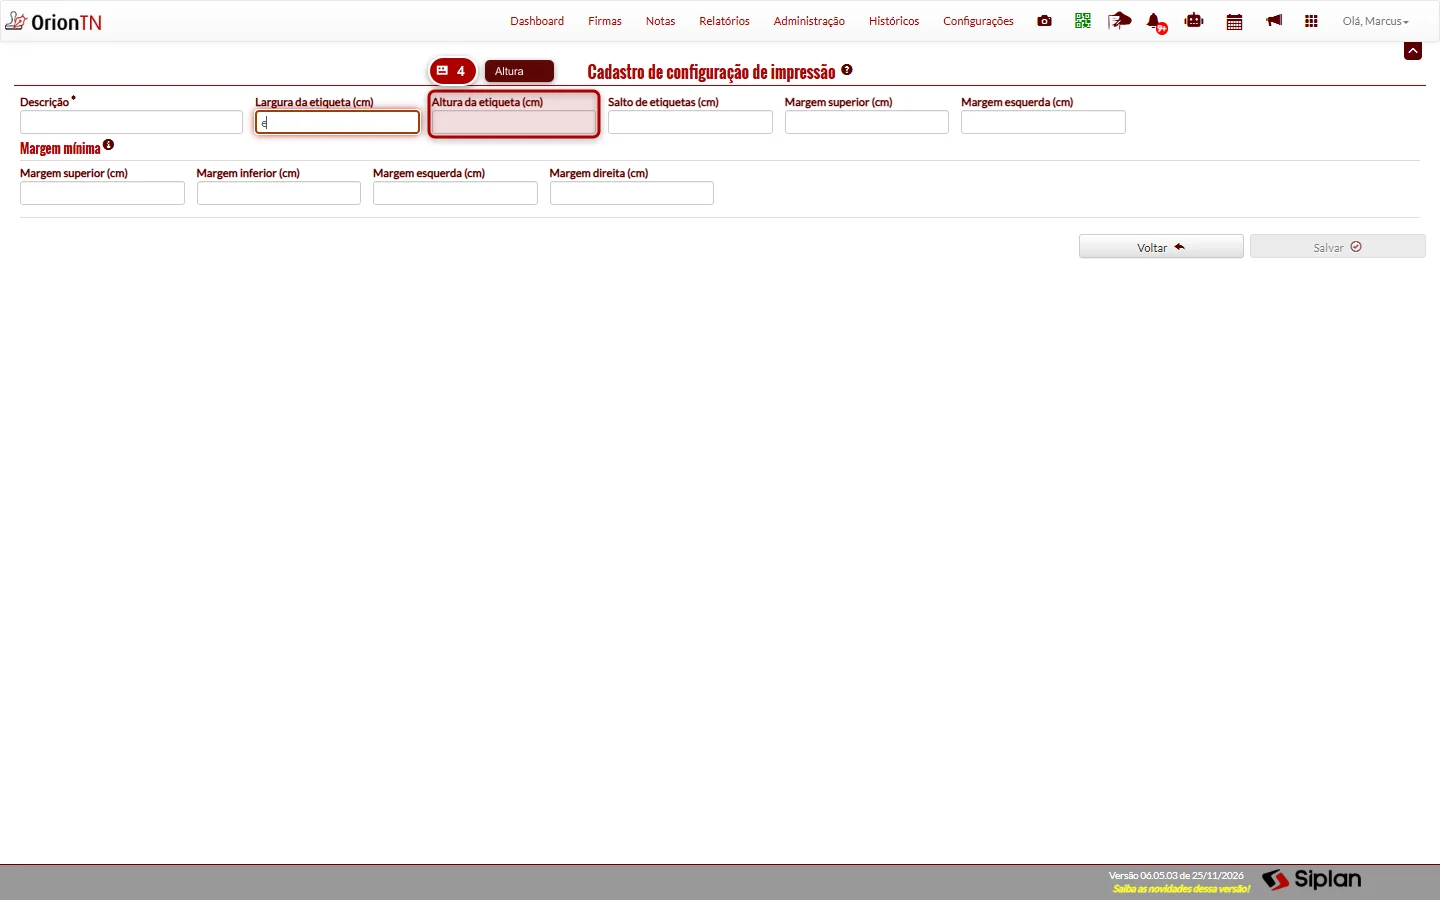 OrionTN
Dashboard Firmas Notas Relatórios Administração Históricos Configurações 9+ Olá, Marcus
4 Altura Cadastro de configuração de impressão ?
Descrição * Largura da etiqueta (cm) Altura da etiqueta (cm) Salto de etiquetas (cm) Margem superior (cm) Margem esquerda (cm)
e
Margem mínima i
Margem superior (cm) Margem inferior (cm) Margem esquerda (cm) Margem direita (cm)
Voltar Salvar
Versão 06.05.03 de 25/11/2026
Saiba as novidades dessa versão!
Siplan